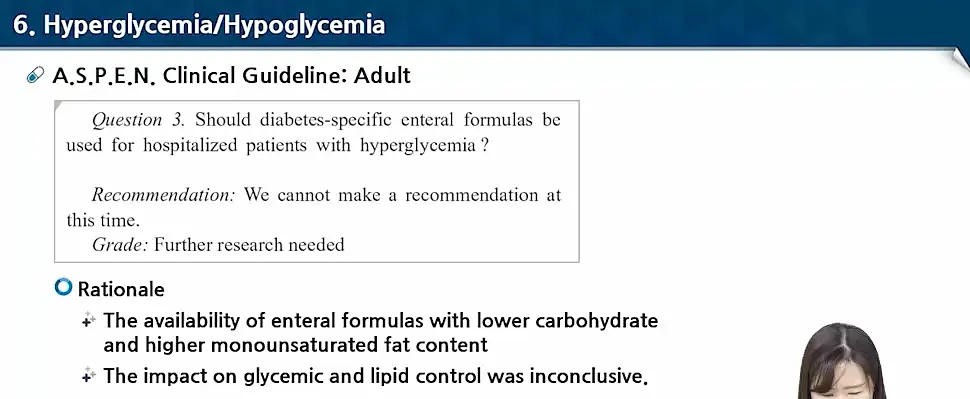 6. Hyperglycemia/Hypoglycemia
A.S.P.E.N. Clinical Guideline: Adult
Question 3. Should diabetes-specific enteral formulas be
used for hospitalized patients with hyperglycemia ?
Recommendation: We cannot make a recommendation at
this time.
Grade: Further research needed
Rationale
The availability of enteral formulas with lower carbohydrate
and higher monounsaturated fat content
The impact on glycemic and lipid control was inconclusive.